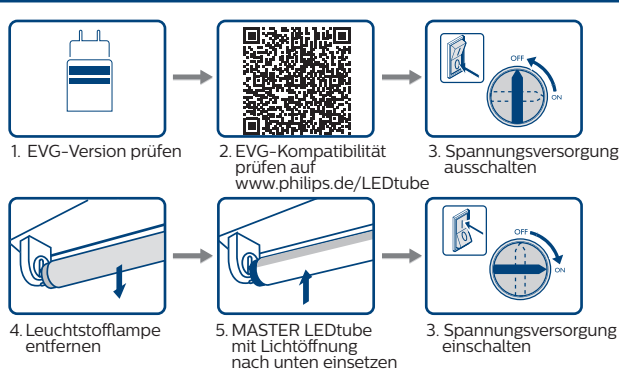 1. EVG-Version prüfen
2. EVG-Kompatibilität
prüfen auf
www.philips.de/LEDtube
OFF
ON
3. Spannungsversorgung
ausschalten
4. Leuchtstofflampe
entfernen
5. MASTER LEDtube
mit Lichtöffnung
nach unten einsetzen
OFF
ON
3. Spannungsversorgung
einschalten